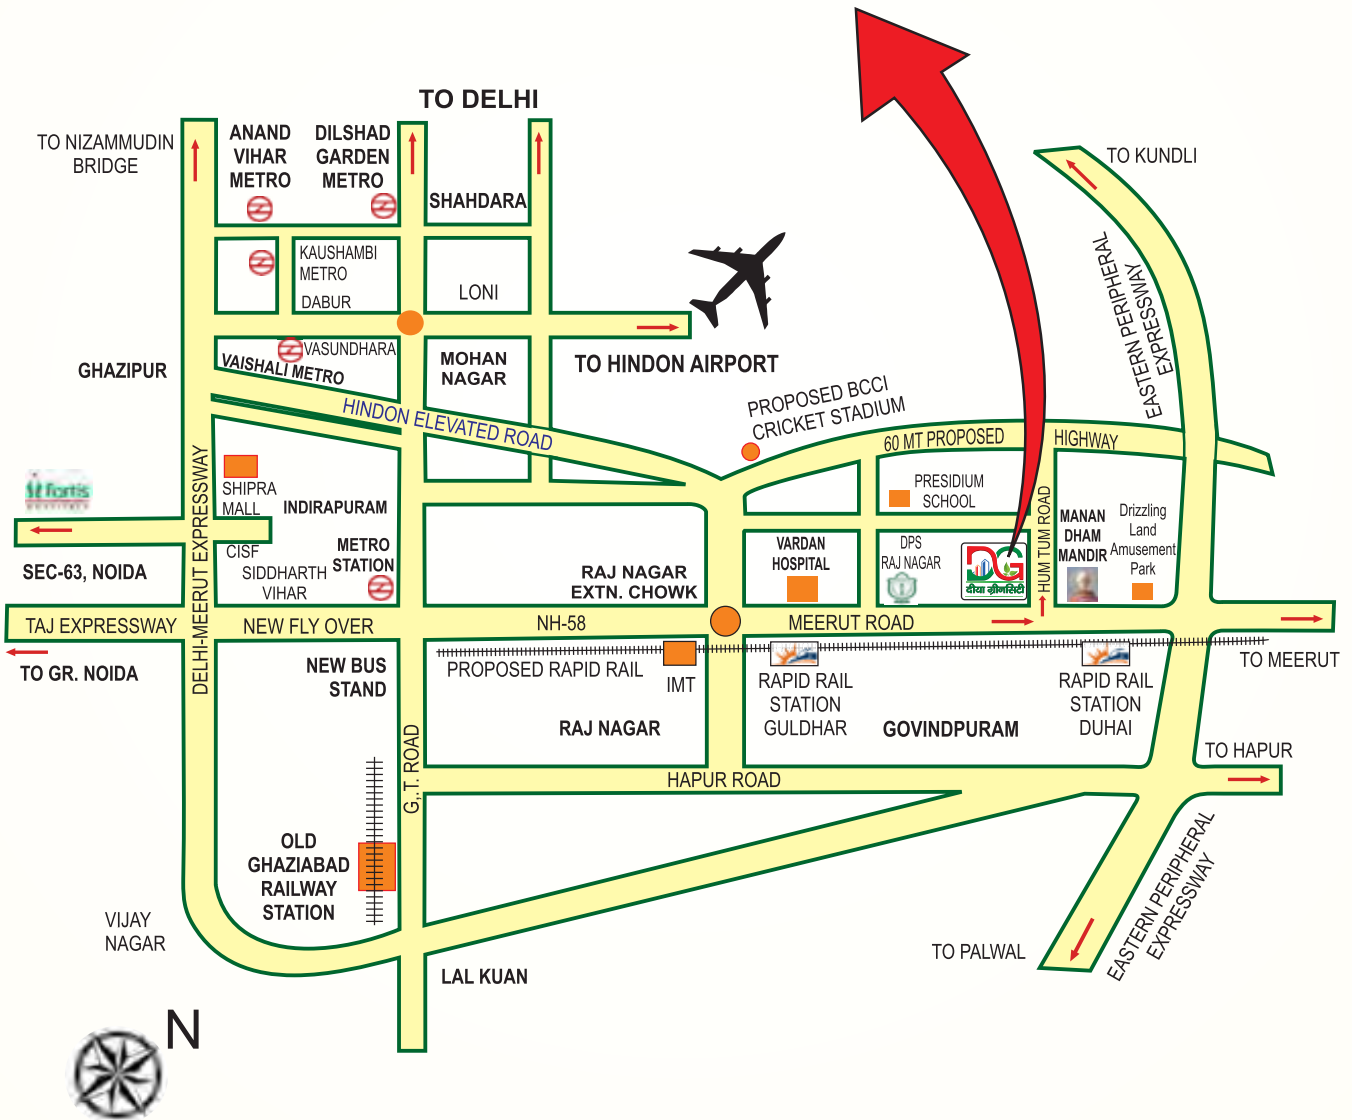 TO DELHI
TO NIZAMMUDIN
BRIDGE
ANAND
VIHAR
METRO
DILSHAD
GARDEN
METRO
SHAHDARA
TO KUNDLI
KAUSHAMBI
METRO
DABUR
LONI
EASTERN PERIPHERAL
EXPRESSWAY
GHAZIPUR
VASUNDHARA
VAISHALI METRO
MOHAN
NAGAR
TO HINDON AIRPORT
HINDON ELEVATED ROAD
PROPOSED BCCI
CRICKET STADIUM
60 MT PROPOSED
HIGHWAY
fortis
SHIPRA
MALL
INDIRAPURAM
PRESIDIUM
SCHOOL
HUM TUM ROAD
MANAN
DHAM
MANDIR
Drizzling
Land
Amusement
Park
DELHI-MEERUT EXPRESSWAY
SEC-63, NOIDA
CISF
SIDDHARTH
VIHAR
METRO
STATION
RAJ NAGAR
EXTN. CHOWK
VARDAN
HOSPITAL
DPS
RAJ NAGAR
DG
दीया ग्रीनसिटी
TAJ EXPRESSWAY
NEW FLY OVER
NH-58
MEERUT ROAD
TO GR. NOIDA
NEW BUS
STAND
PROPOSED RAPID RAIL
IMT
RAPID RAIL
STATION
GULDHAR
RAPID RAIL
STATION
DUHAI
TO MEERUT
RAJ NAGAR
GOVINDPURAM
G,.T. ROAD
HAPUR ROAD
TO HAPUR
OLD
GHAZIABAD
RAILWAY
STATION
VIJAY
NAGAR
LAL KUAN
TO PALWAL
EASTERN PERIPHERAL
EXPRESSWAY
N